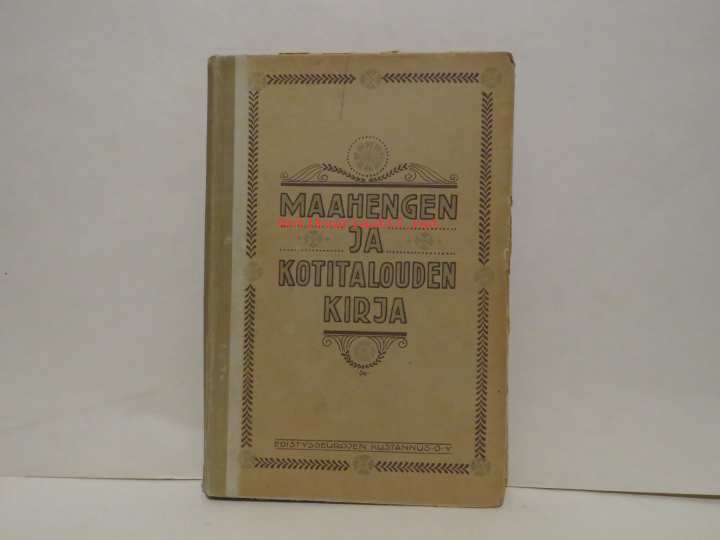 MAAHENGEN
JA
KOTITALOUDEN
KIRJA
EDISTYSSEUROJEN KUSTANNUS-O-Y